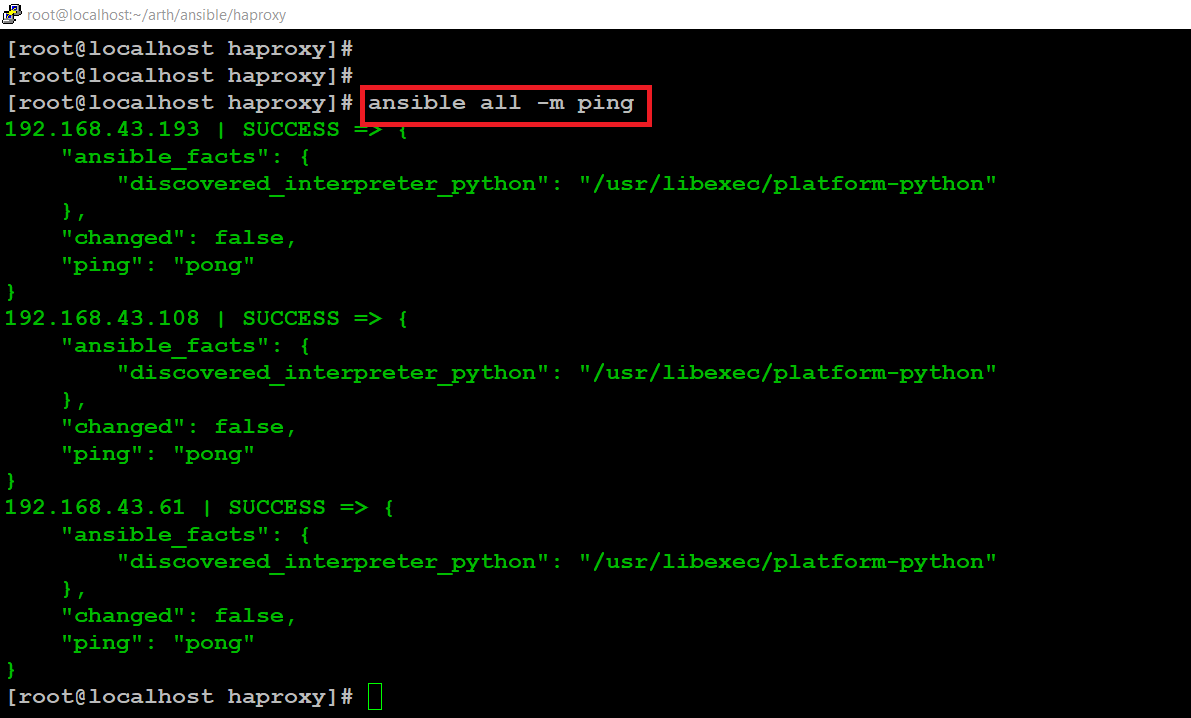 root@localhost:~/arth/ansible/haproxy
[root@localhost haproxy]#
[root@localhost haproxy]#
[root@localhost haproxy]# ansible all -m ping
192.168.43.193 | SUCCESS => {
    "ansible_facts": {
        "discovered_interpreter_python": "/usr/libexec/platform-python"
    },
    "changed": false,
    "ping": "pong"
}
192.168.43.108 | SUCCESS => {
    "ansible_facts": {
        "discovered_interpreter_python": "/usr/libexec/platform-python"
    },
    "changed": false,
    "ping": "pong"
}
192.168.43.61 | SUCCESS => {
    "ansible_facts": {
        "discovered_interpreter_python": "/usr/libexec/platform-python"
    },
    "changed": false,
    "ping": "pong"
}
[root@localhost haproxy]#